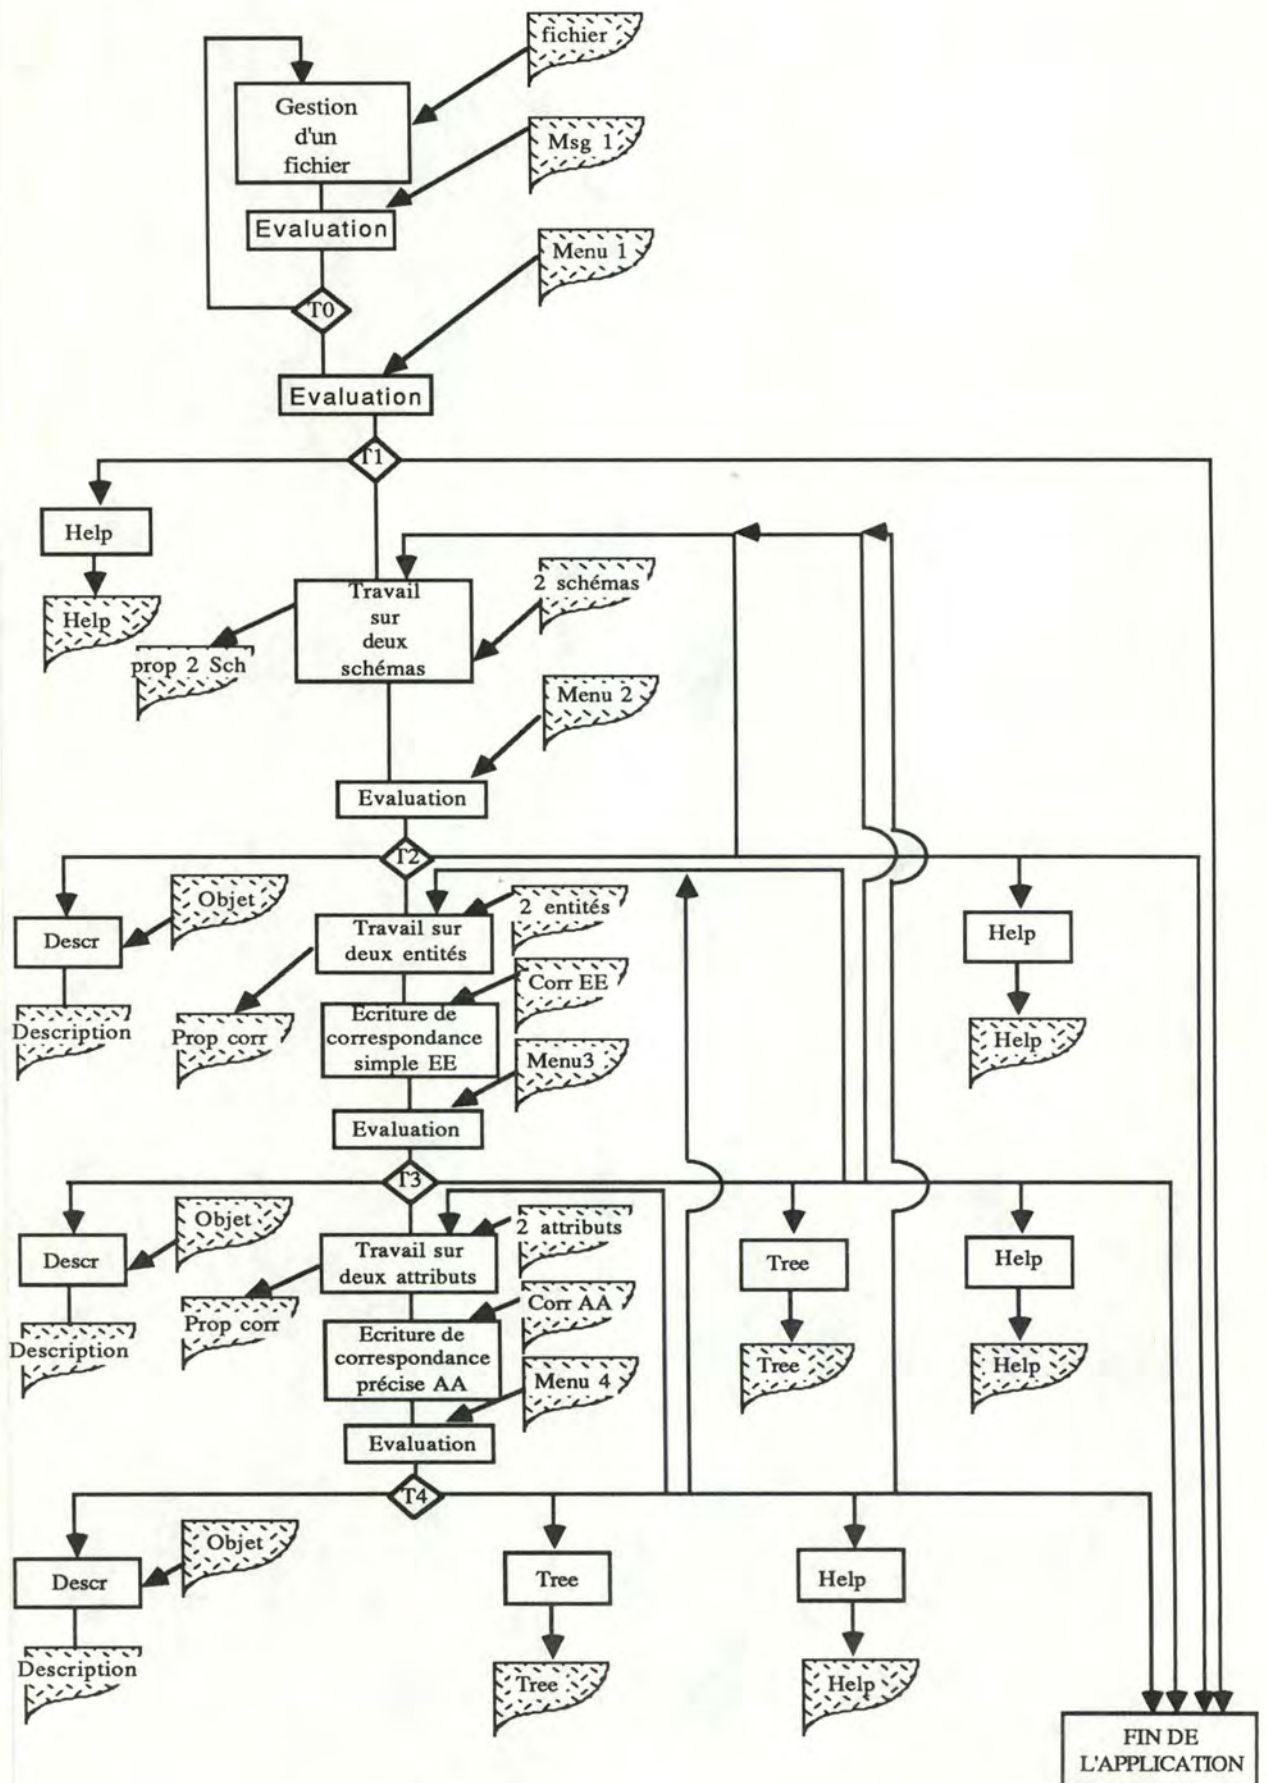 fichier
Gestion
d'un
fichier
Msg 1
Evaluation
Menu 1
T0
Evaluation
T1
Help
Help
2 schémas
Travail
sur
deux
schémas
prop 2 Sch
Menu 2
Evaluation
T2
Objet
2 entités
Descr
Travail sur
deux entités
Help
Corr EE
Description
Prop corr
Ecriture de
correspondance
simple EE
Help
Menu3
Evaluation
T3
Objet
2 attributs
Descr
Travail sur
deux attributs
Tree
Help
Corr AA
Description
Prop corr
Ecriture de
correspondance
précise AA
Tree
Help
Menu 4
Evaluation
T4
Objet
Descr
Tree
Help
Description
Tree
Help
FIN DE
L'APPLICATION